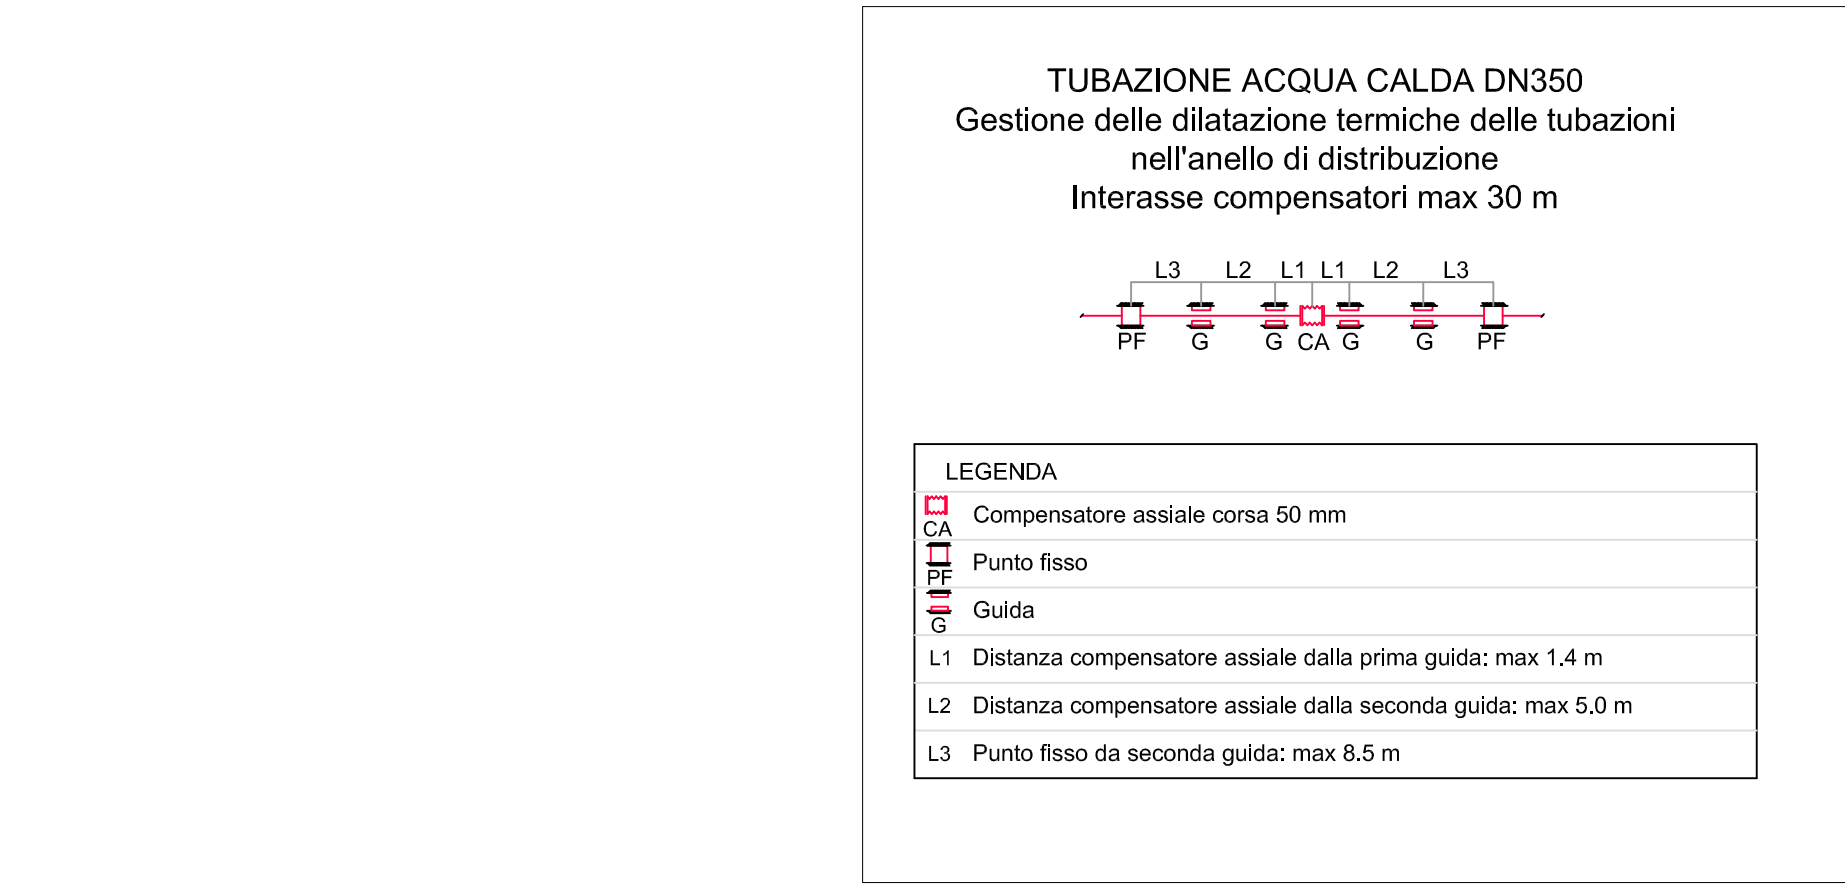 TUBAZIONE ACQUA CALDA DN350
Gestione delle dilatazione termiche delle tubazioni
nell'anello di distribuzione
Interasse compensatori max 30 m
L3 L2 L1 L1 L2 L3
PF G G CA G G PF
LEGENDA
CA Compensatore assiale corsa 50 mm
PF Punto fisso
G Guida
L1 Distanza compensatore assiale dalla prima guida: max 1.4 m
L2 Distanza compensatore assiale dalla seconda guida: max 5.0 m
L3 Punto fisso da seconda guida: max 8.5 m